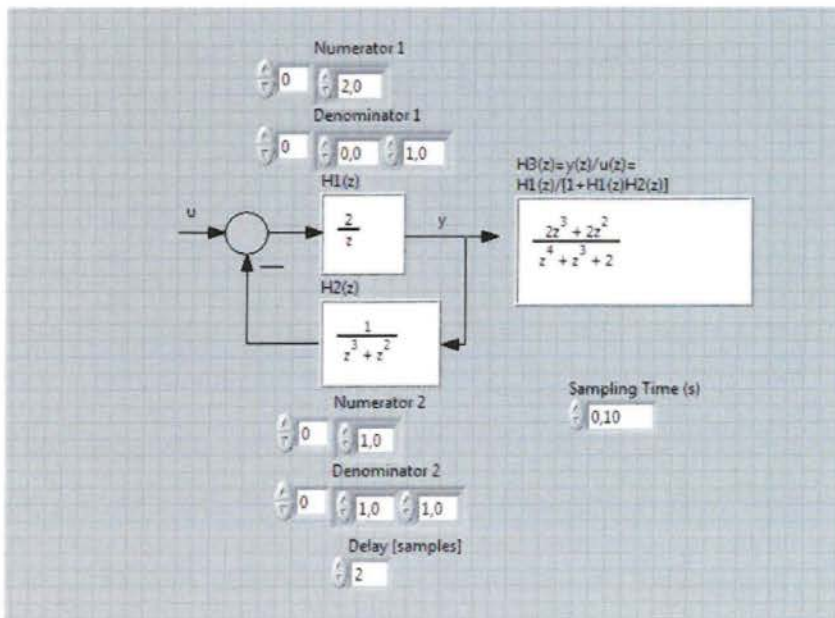 Numerator 1
0 2,0
Denominator 1
0 0,0 1,0
H1(z)
u
2
z
y
H3(z)=y(z)/u(z)=
H1(z)/[1+H1(z)H2(z)]
2z³ + 2z²
z⁴ + z³ + 2
—
H2(z)
1
z³ + z²
Sampling Time (s)
0,10
Numerator 2
0 1,0
Denominator 2
0 1,0 1,0
Delay [samples]
2